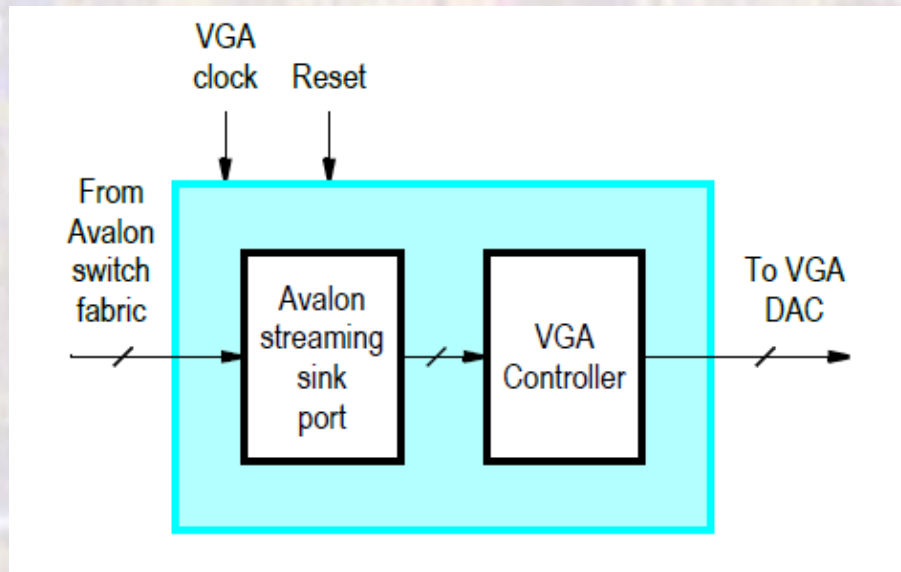 VGA
clock
Reset
From
Avalon
switch
fabric
Avalon
streaming
sink
port
VGA
Controller
To VGA
DAC